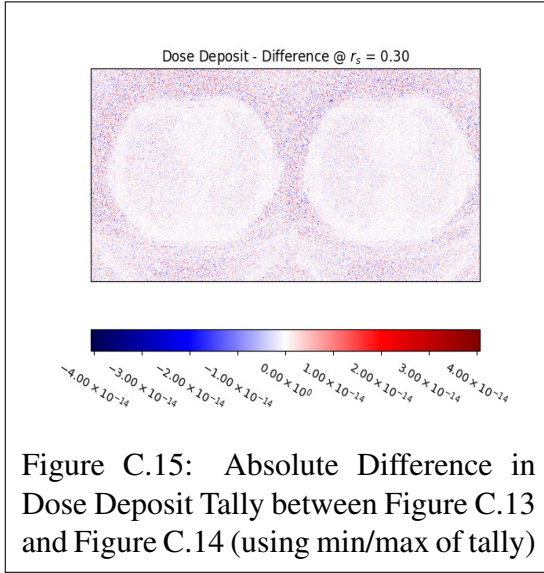 Dose Deposit - Difference @ rₛ = 0.30
−4.00 × 10⁻¹⁴
−3.00 × 10⁻¹⁴
−2.00 × 10⁻¹⁴
−1.00 × 10⁻¹⁴
0.00 × 10⁰
1.00 × 10⁻¹⁴
2.00 × 10⁻¹⁴
3.00 × 10⁻¹⁴
4.00 × 10⁻¹⁴
Figure C.15: Absolute Difference in
Dose Deposit Tally between Figure C.13
and Figure C.14 (using min/max of tally)